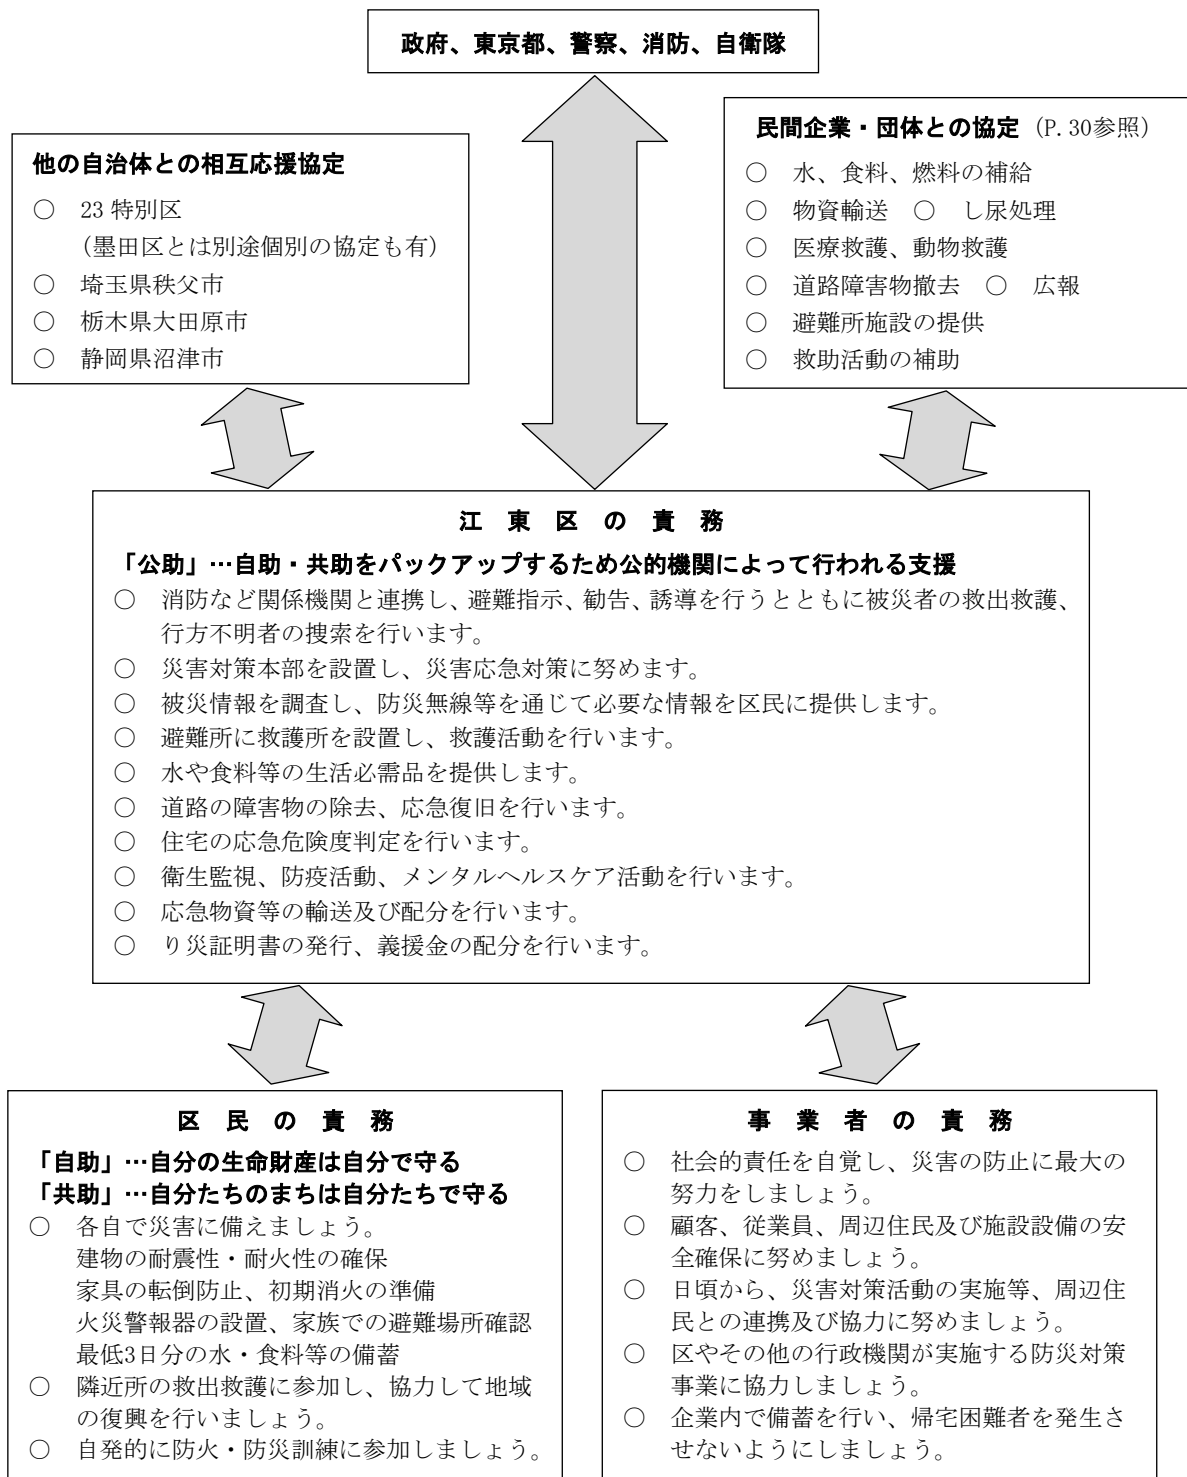 政府、東京都、警察、消防、自衛隊
他の自治体との相互応援協定
○ 23 特別区
(墨田区とは別途個別の協定も有)
○ 埼玉県秩父市
○ 栃木県大田原市
○ 静岡県沼津市
民間企業・団体との協定 (P.30参照)
○ 水、食料、燃料の補給
○ 物資輸送 ○ し尿処理
○ 医療救護、動物救護
○ 道路障害物撤去 ○ 広報
○ 避難所施設の提供
○ 救助活動の補助
江東区の責務
「公助」…自助・共助をバックアップするため公的機関によって行われる支援
○ 消防など関係機関と連携し、避難指示、勧告、誘導を行うとともに被災者の救出救護、
行方不明者の捜索を行います。
○ 災害対策本部を設置し、災害応急対策に努めます。
○ 被災情報を調査し、防災無線等を通じて必要な情報を区民に提供します。
○ 避難所に救護所を設置し、救護活動を行います。
○ 水や食料等の生活必需品を提供します。
○ 道路の障害物の除去、応急復旧を行います。
○ 住宅の応急危険度判定を行います。
○ 衛生監視、防疫活動、メンタルヘルスケア活動を行います。
○ 応急物資等の輸送及び配分を行います。
○ り災証明書の発行、義援金の配分を行います。
区民の責務
「自助」…自分の生命財産は自分で守る
「共助」…自分たちのまちは自分たちで守る
○ 各自で災害に備えましょう。
建物の耐震性・耐火性の確保
家具の転倒防止、初期消火の準備
火災警報器の設置、家族での避難場所確認
最低3日分の水・食料等の備蓄
○ 隣近所の救出救護に参加し、協力して地域
の復興を行いましょう。
○ 自発的に防火・防災訓練に参加しましょう。
事業者の責務
○ 社会的責任を自覚し、災害の防止に最大の
努力をしましょう。
○ 顧客、従業員、周辺住民及び施設設備の安
全確保に努めましょう。
○ 日頃から、災害対策活動の実施等、周辺住
民との連携及び協力に努めましょう。
○ 区やその他の行政機関が実施する防災対策
事業に協力しましょう。
○ 企業内で備蓄を行い、帰宅困難者を発生さ
せないようにしましょう。